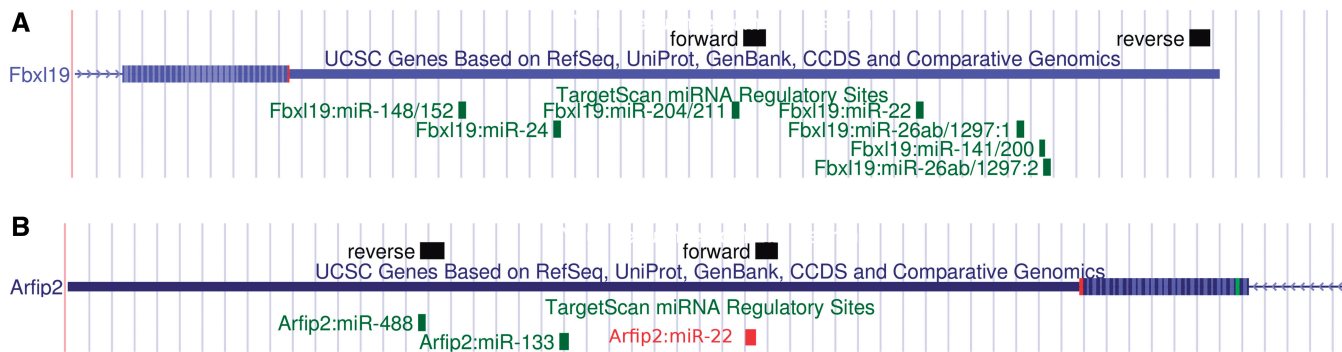 A
forward
reverse
UCSC Genes Based on RefSeq, UniProt, GenBank, CCDS and Comparative Genomics
Fbxl19
TargetScan miRNA Regulatory Sites
Fbxl19:miR-148/152
Fbxl19:miR-204/211
Fbxl19:miR-22
Fbxl19:miR-24
Fbxl19:miR-26ab/1297:1
Fbxl19:miR-141/200
Fbxl19:miR-26ab/1297:2
B
reverse
forward
UCSC Genes Based on RefSeq, UniProt, GenBank, CCDS and Comparative Genomics
Arfip2
TargetScan miRNA Regulatory Sites
Arfip2:miR-488
Arfip2:miR-133
Arfip2:miR-22